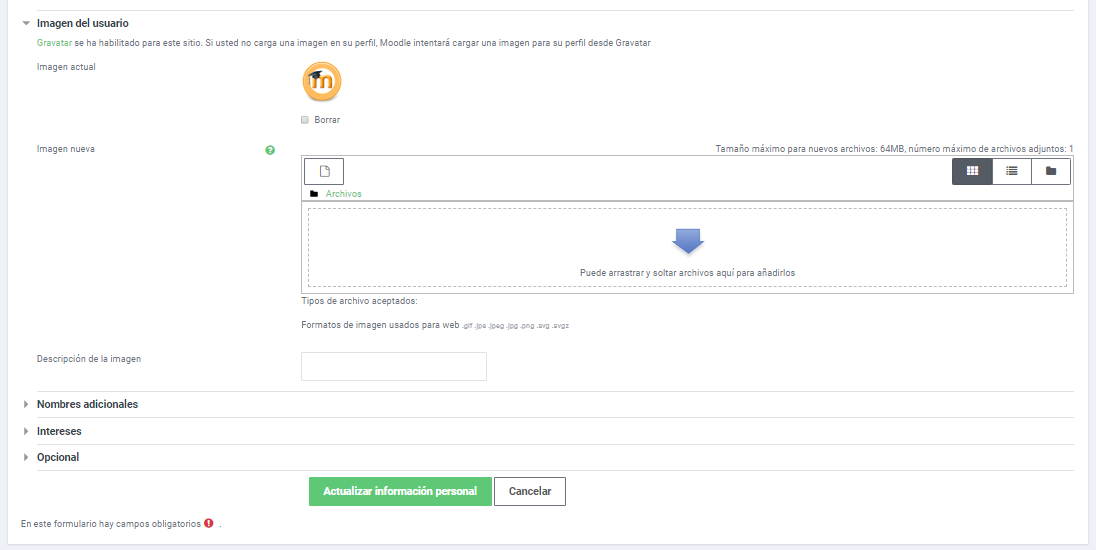 Imagen del usuario
Gravatar se ha habilitado para este sitio. Si usted no carga una imagen en su perfil, Moodle intentará cargar una imagen para su perfil desde Gravatar
Imagen actual
m
Borrar
Imagen nueva
Tamaño máximo para nuevos archivos: 64MB, número máximo de archivos adjuntos: 1
Archivos
Puede arrastrar y soltar archivos aquí para añadirlos
Tipos de archivo aceptados:
Formatos de imagen usados para web .gif .jpe .jpeg .jpg .png .svg .svgz
Descripción de la imagen
Nombres adicionales
Intereses
Opcional
Actualizar información personal Cancelar
En este formulario hay campos obligatorios .